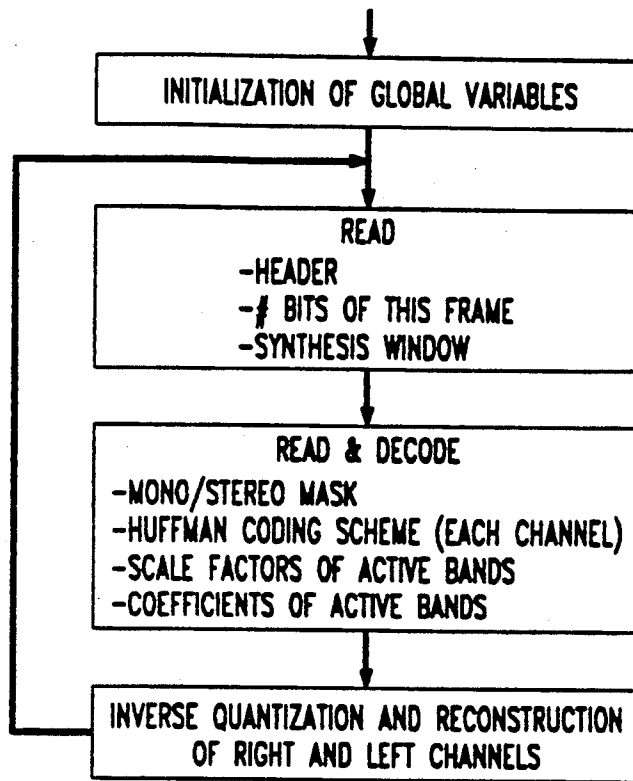 INITIALIZATION OF GLOBAL VARIABLES
READ
-HEADER
-# BITS OF THIS FRAME
-SYNTHESIS WINDOW
READ & DECODE
-MONO/STEREO MASK
-HUFFMAN CODING SCHEME (EACH CHANNEL)
-SCALE FACTORS OF ACTIVE BANDS
-COEFFICIENTS OF ACTIVE BANDS
INVERSE QUANTIZATION AND RECONSTRUCTION
OF RIGHT AND LEFT CHANNELS